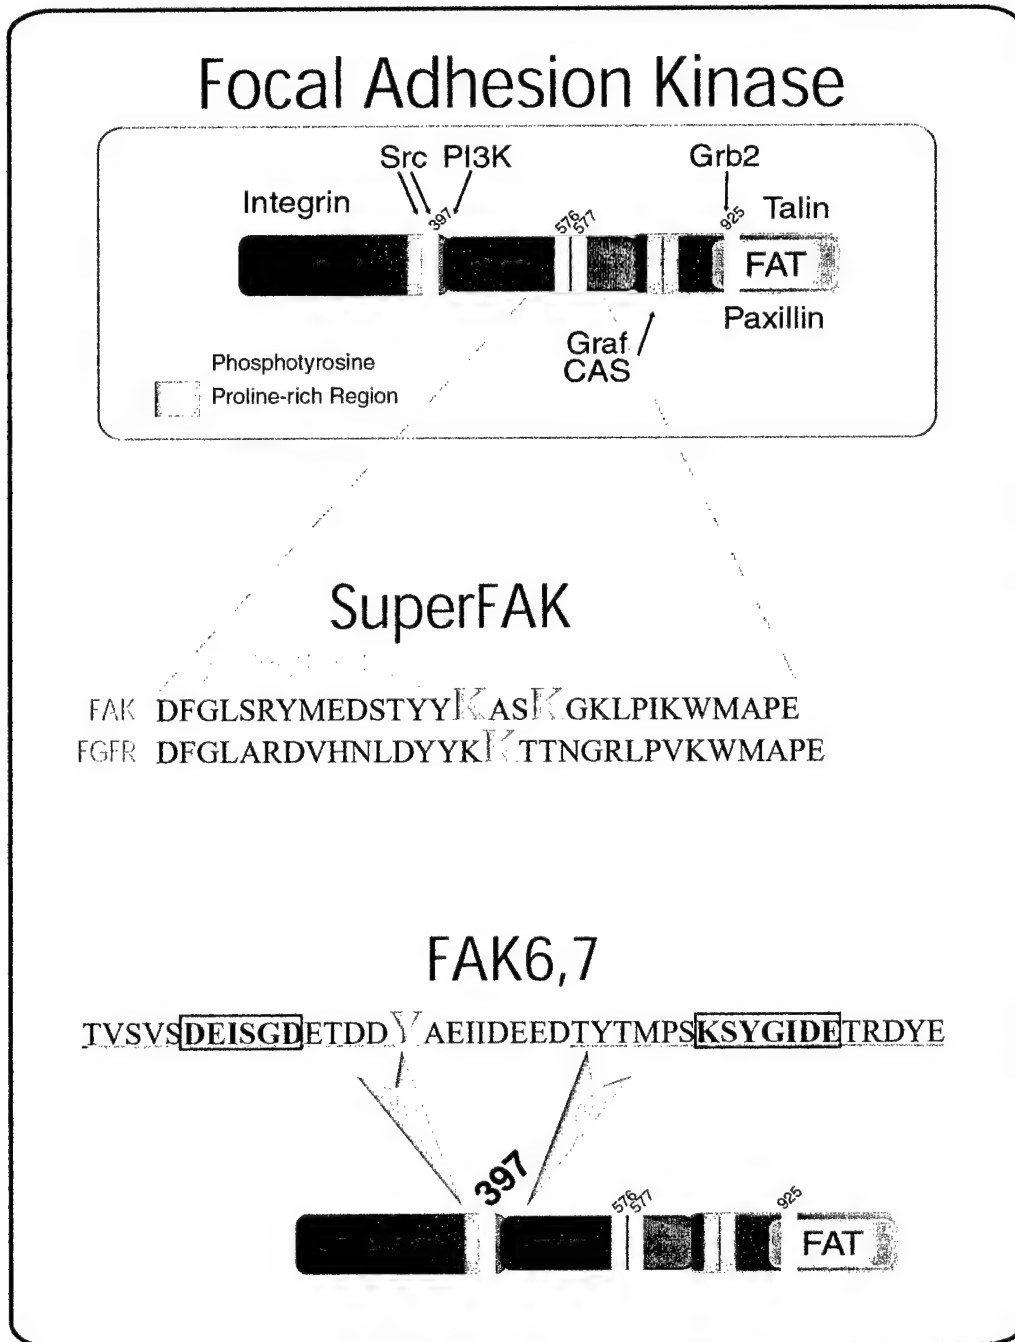 Focal Adhesion Kinase
Src PI3K
Grb2
Integrin
397
576
577
925
Talin
FAT
Paxillin
Graf
CAS
Phosphotyrosine
Proline-rich Region
SuperFAK
FAK DFGLSRYMEDSTYYKASKGKLPIKWMAPE
FGFR DFGLARDVHNLDYYKKTTNGRLPVKWMAPE
FAK6,7
TVSVSDEISGDETDDYAEIIDEEDTYTMPSKSYGIDETRDYE
397
576
577
925
FAT